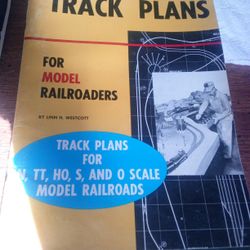 TRACK PLANS
FOR
MODEL
RAILROADERS
BY LINN H. WESTCOTT
TRACK PLANS
FOR
N, TT, HO, S, AND O SCALE
MODEL RAILROADS